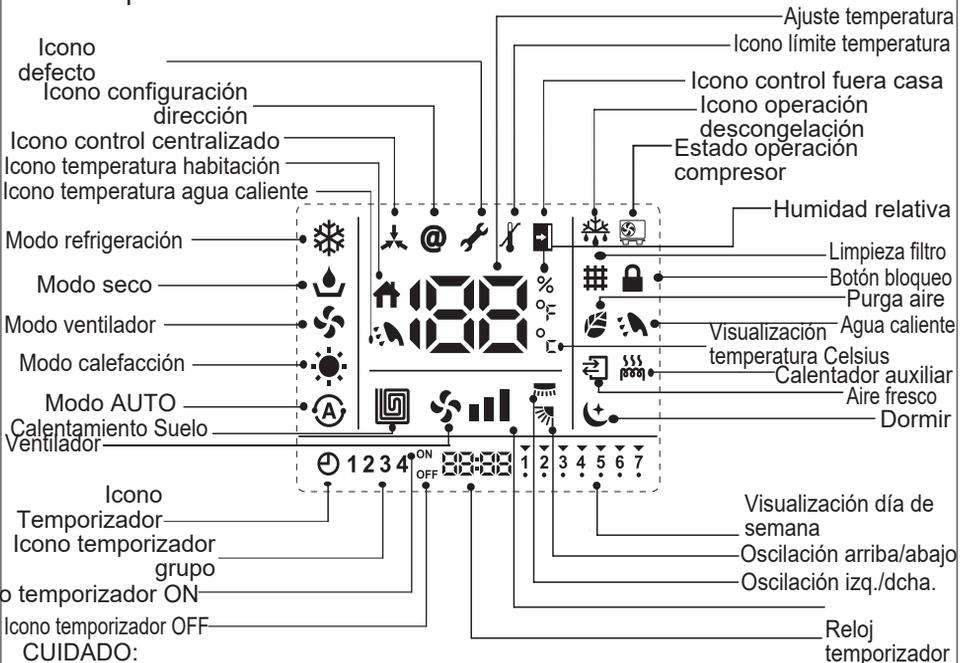 Ajuste temperatura
Icono límite temperatura
Icono
defecto
Icono control fuera casa
Icono configuración
dirección
Icono operación
descongelación
Icono control centralizado
Estado operación
compresor
Icono temperatura habitación
Icono temperatura agua caliente
Humidad relativa
Modo refrigeración
@
Limpieza filtro
Modo seco
188
%
Botón bloqueo
°F
Purga aire
Modo ventilador
Agua caliente
Visualización
temperatura Celsius
°C
Modo calefacción
Calentador auxiliar
Aire fresco
Modo AUTO
A
Dormir
Calentamiento Suelo
Ventilador
1 2 3 4
ON
OFF
88:88
1 2 3 4 5 6 7
Icono
Temporizador
Visualización día de
semana
Icono temporizador
grupo
Oscilación arriba/abajo
Oscilación izq./dcha.
o temporizador ON
Icono temporizador OFF
Reloj
temporizador
CUIDADO: